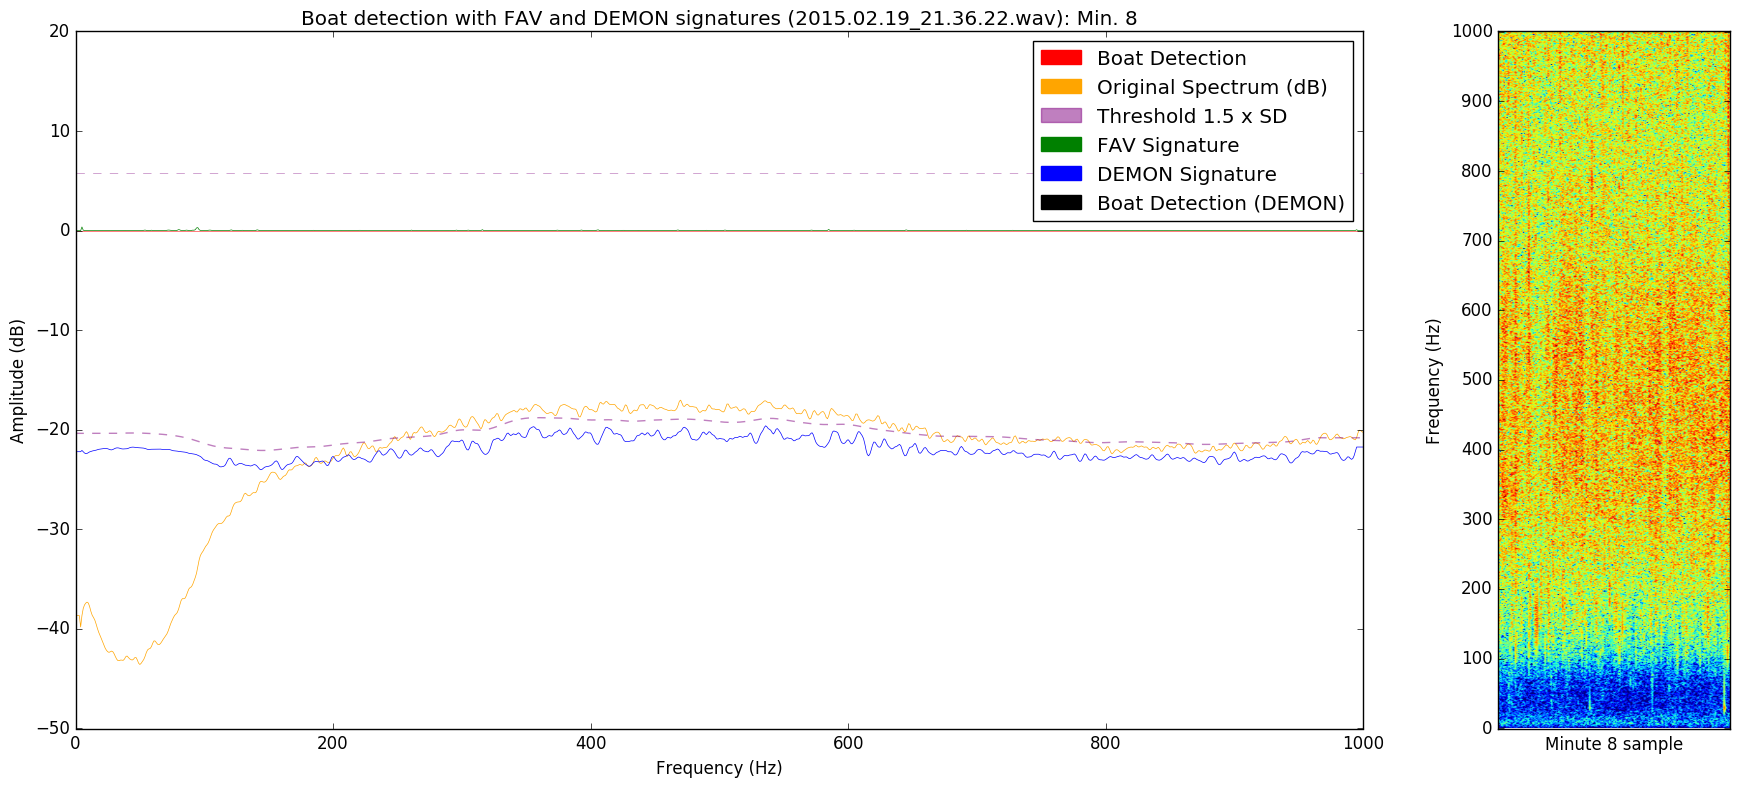 Boat detection with FAV and DEMON signatures (2015.02.19_21.36.22.wav): Min. 8
Boat Detection
Original Spectrum (dB)
Threshold 1.5 x SD
FAV Signature
DEMON Signature
Boat Detection (DEMON)
Ammplitude (dB)
20
10
0
−10
−20
−30
−40
−50
0
200
400
600
800
1000
Frequency (Hz)
Frequency (Hz)
1000
900
800
700
600
500
400
300
200
100
0
Minute 8 sample